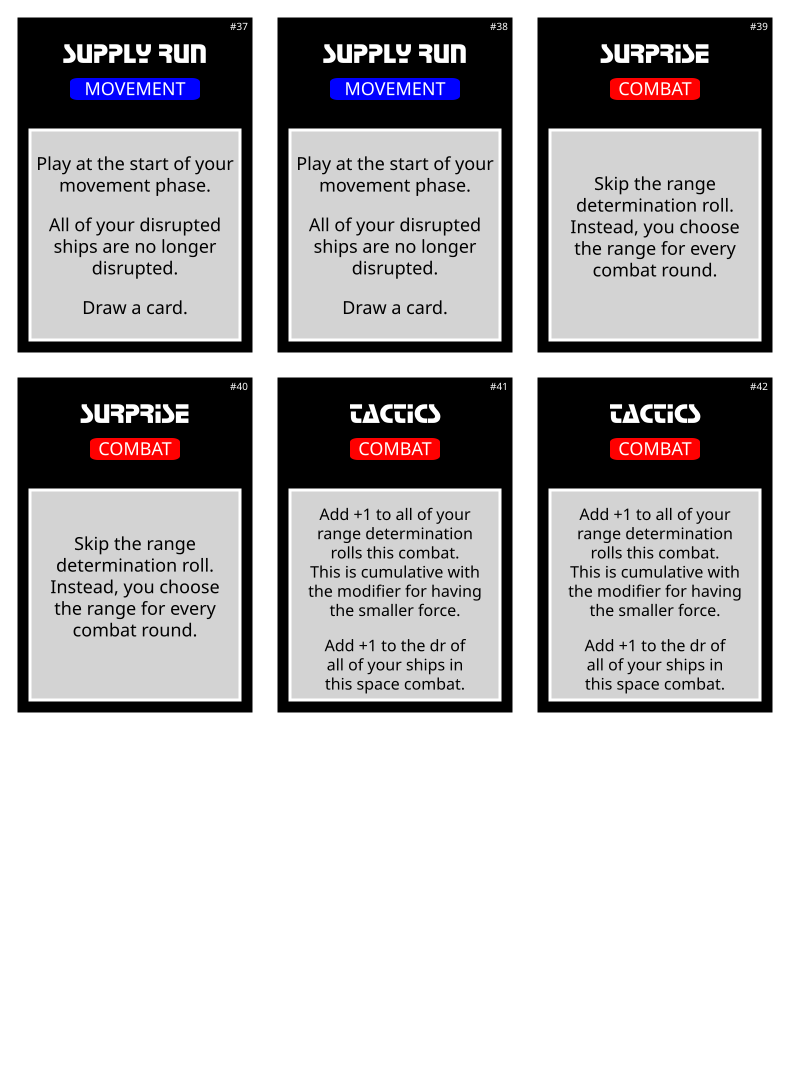 #37
SUPPLY RUN
MOVEMENT
Play at the start of your
movement phase.
All of your disrupted
ships are no longer
disrupted.
Draw a card.
#38
SUPPLY RUN
MOVEMENT
Play at the start of your
movement phase.
All of your disrupted
ships are no longer
disrupted.
Draw a card.
#39
SURPRiSE
COMBAT
Skip the range
determination roll.
Instead, you choose
the range for every
combat round.
#40
SURPRiSE
COMBAT
Skip the range
determination roll.
Instead, you choose
the range for every
combat round.
#41
TACTiCS
COMBAT
Add +1 to all of your
range determination
rolls this combat.
This is cumulative with
the modifier for having
the smaller force.
Add +1 to the dr of
all of your ships in
this space combat.
#42
TACTiCS
COMBAT
Add +1 to all of your
range determination
rolls this combat.
This is cumulative with
the modifier for having
the smaller force.
Add +1 to the dr of
all of your ships in
this space combat.